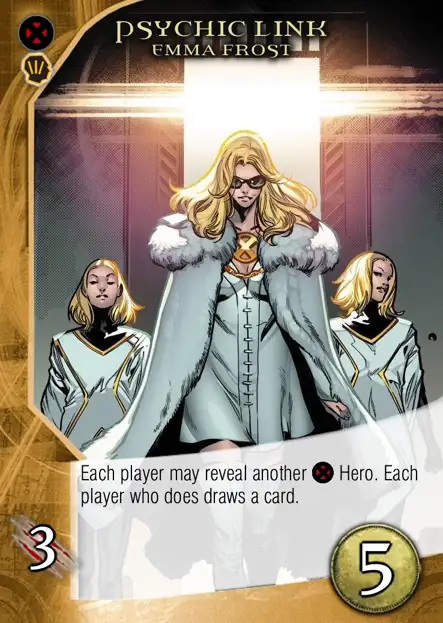 PSYCHIC LINK
EMMA FROST
Each player may reveal another Hero. Each
player who does draws a card.
3
5